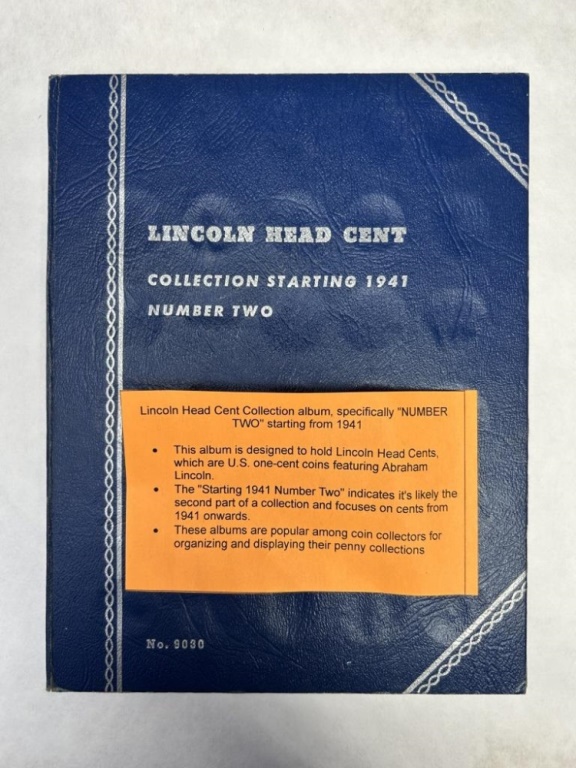 LINCOLN HEAD CENT
COLLECTION STARTING 1941
NUMBER TWO
Lincoln Head Cent Collection album, specifically "NUMBER
TWO" starting from 1941
• This album is designed to hold Lincoln Head Cents,
which are U.S. one-cent coins featuring Abraham
Lincoln.
• The "Starting 1941 Number Two" indicates it's likely the
second part of a collection and focuses on cents from
1941 onwards.
• These albums are popular among coin collectors for
organizing and displaying their penny collections
No. 9030